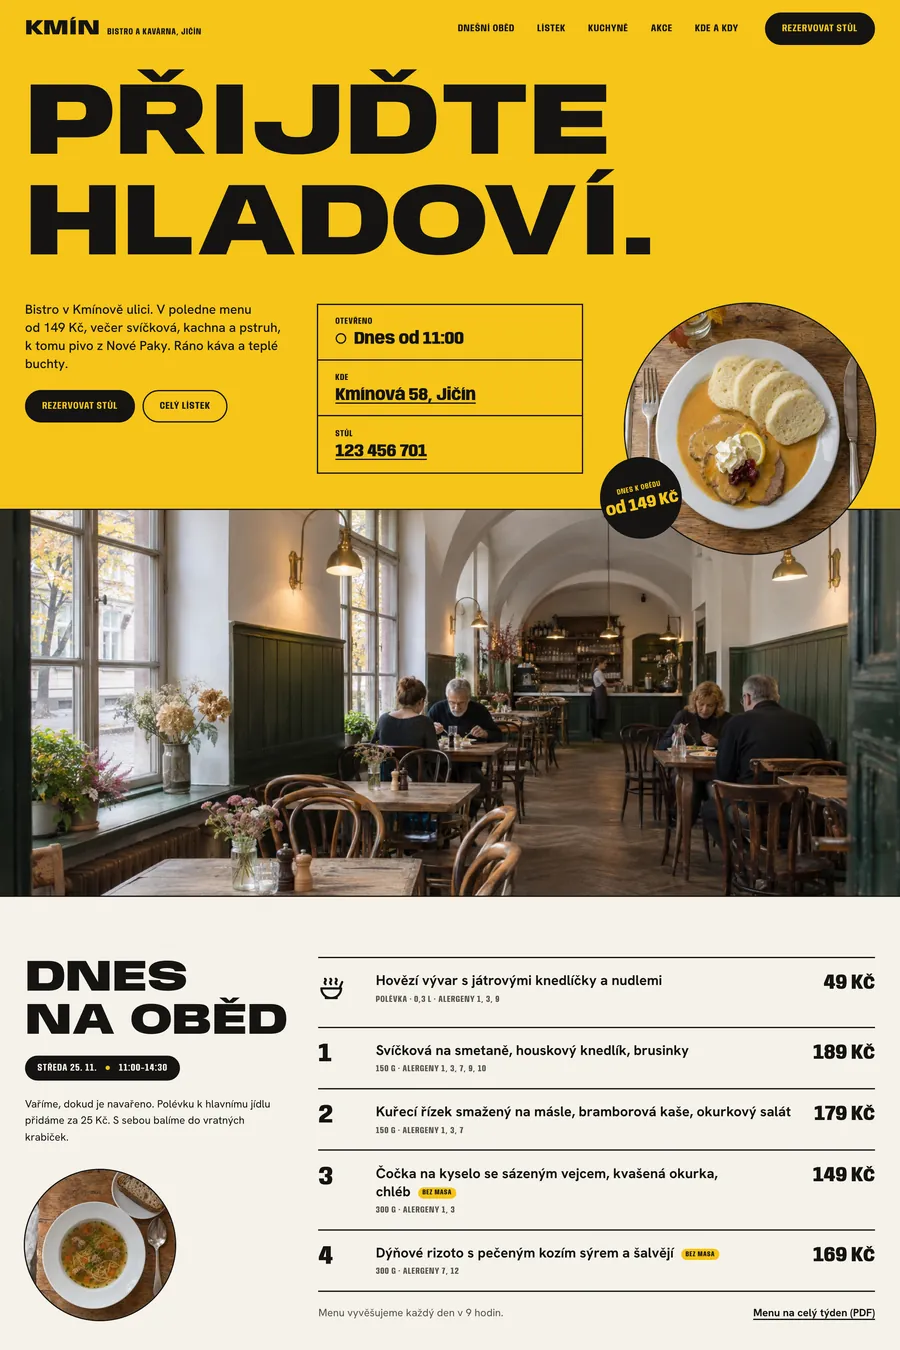 KMÍN BISTRO A KAVÁRNA, JIČÍN
DNEŠNÍ OBĚD LÍSTEK KUCHYNĚ AKCE KDE A KDY REZERVOVAT STŮL
PŘIJĎTE
HLADOVÍ.
Bistro v Kmínově ulici. V poledne menu
od 149 Kč, večer svíčková, kachna a pstruh,
k tomu pivo z Nové Paky. Ráno káva a teplé
buchty.
REZERVOVAT STŮL CELÝ LÍSTEK
OTEVŘENO
Dnes od 11:00
KDE
Kmínová 58, Jičín
STŮL
123 456 701
DNES K OBĚDU
od 149 Kč
DNES
NA OBĚD
STŘEDA 25. 11. • 11:00–14:30
Vaříme, dokud je navařeno. Polévku k hlavnímu jídlu
přidáme za 25 Kč. S sebou balíme do vratných
krabiček.
Hovězí vývar s játrovými knedlíčky a nudlemi 49 Kč
POLÉVKA · 0,3 L · ALERGENY 1, 3, 9
1 Svíčková na smetaně, houskový knedlík, brusinky 189 Kč
150 G · ALERGENY 1, 3, 7, 9, 10
2 Kuřecí řízek smažený na másle, bramborová kaše, okurkový salát 179 Kč
150 G · ALERGENY 1, 3, 7
3 Čočka na kyselo se sázeným vejcem, kvašená okurka, 149 Kč
chléb BEZ MASA
300 G · ALERGENY 1, 3
4 Dýňové rizoto s pečeným kozím sýrem a šalvějí BEZ MASA 169 Kč
300 G · ALERGENY 7, 12
Menu vyvěšujeme každý den v 9 hodin. Menu na celý týden (PDF)